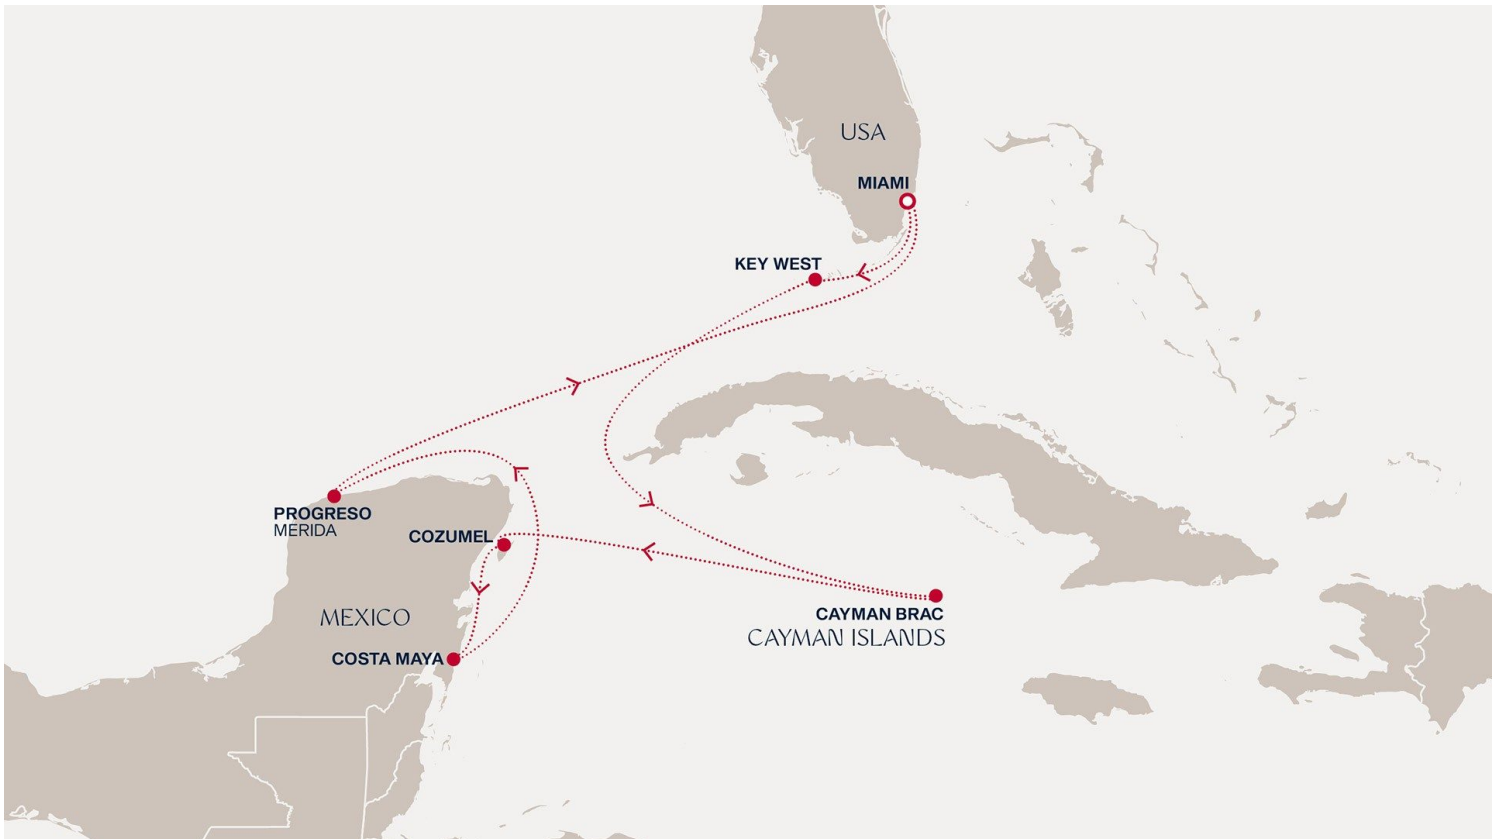 USA
MIAMI
KEY WEST
PROGRESO
MERIDA
COZUMEL
MEXICO
CAYMAN BRAC
CAYMAN ISLANDS
COSTA MAYA